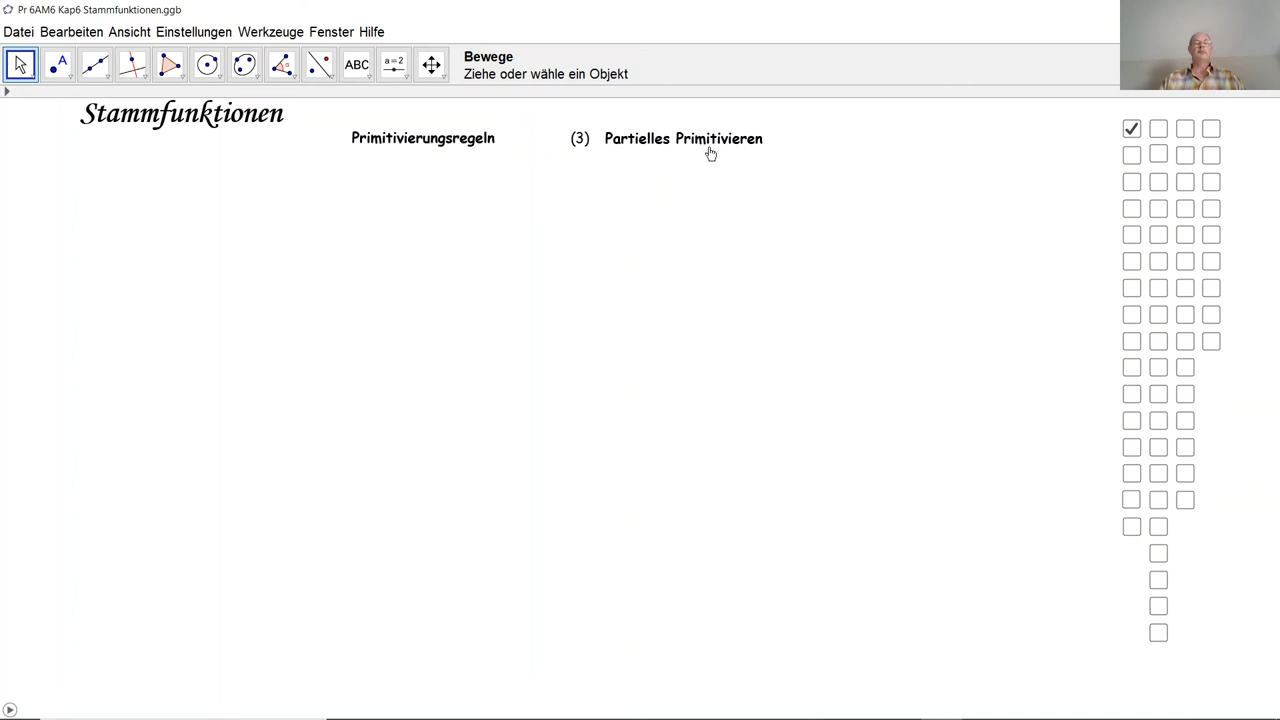 Pr 6AM6 Kap6 Stammfunktionen.ggb
Datei Bearbeiten Ansicht Einstellungen Werkzeuge Fenster Hilfe
A
ABC
a=2
Bewege
Ziehe oder wähle ein Objekt
Stammfunktionen
Primitivierungsregeln (3) Partielles Primitivieren